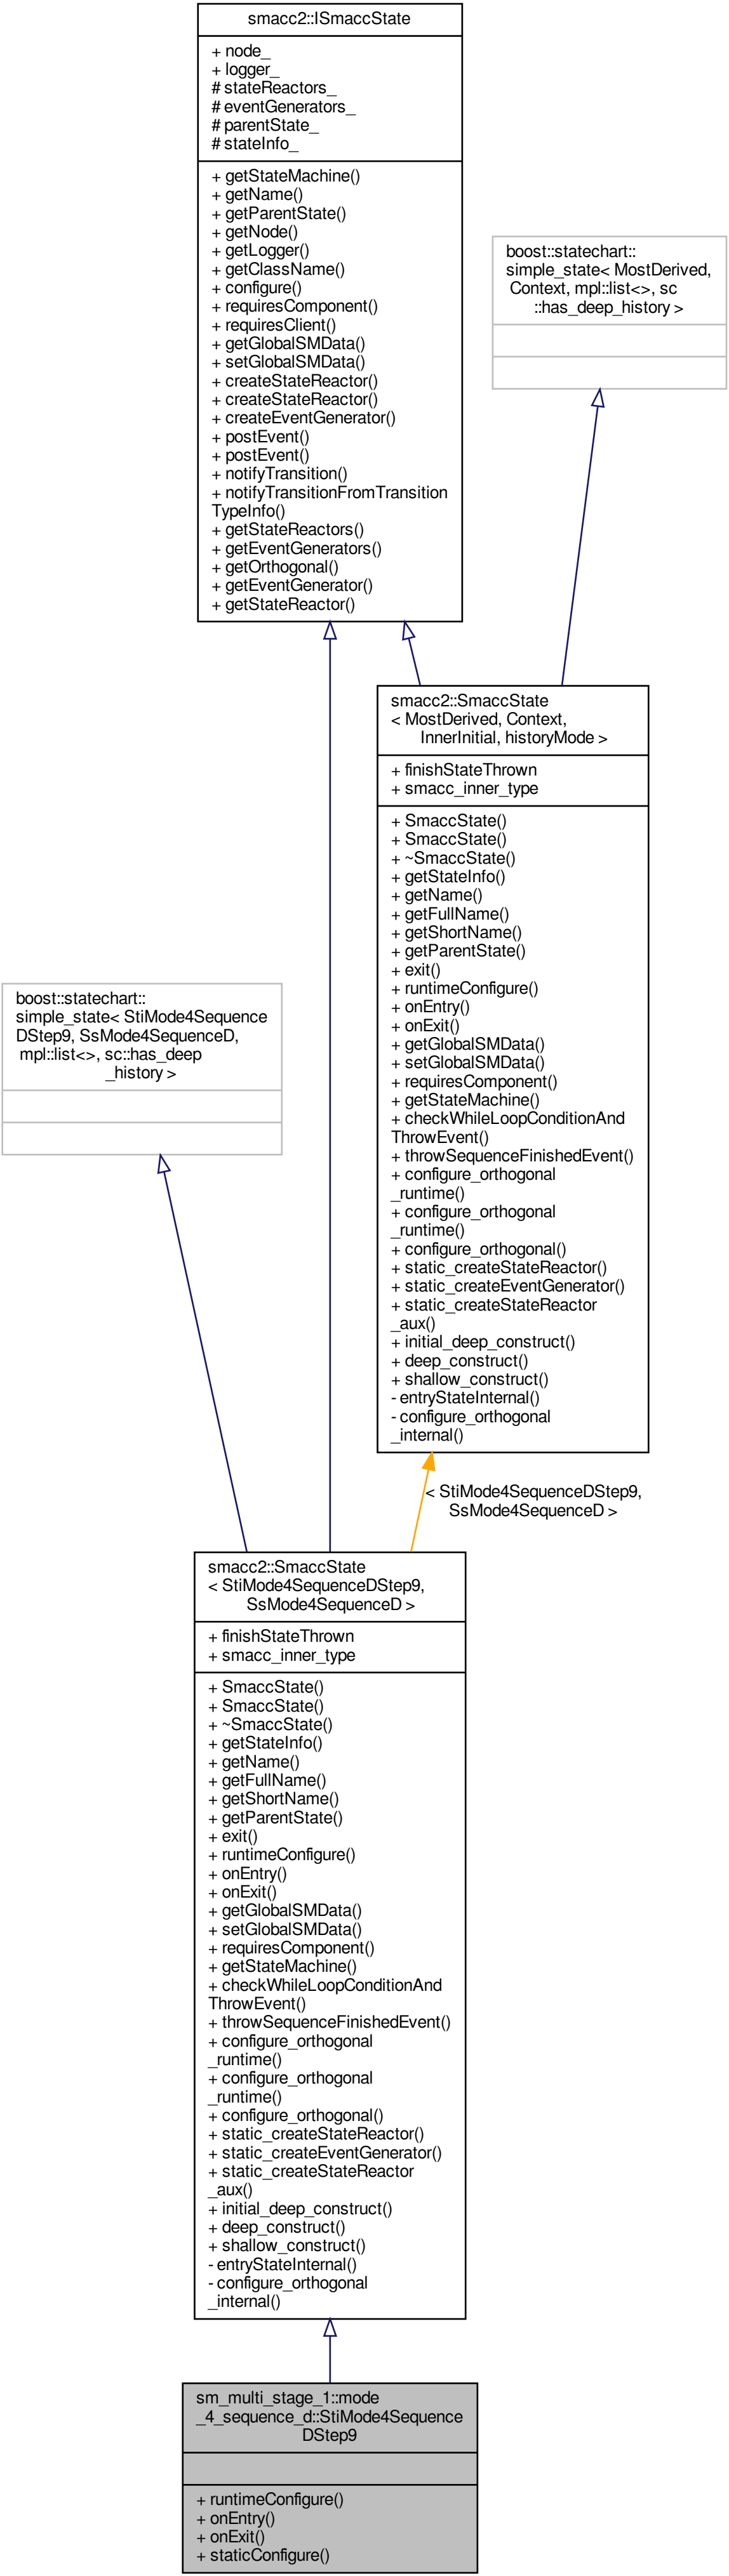 smacc2::ISmaccState
+ node_
+ logger_
# stateReactors_
# eventGenerators_
# parentState_
# stateInfo_
+ getStateMachine()
+ getName()
+ getParentState()
+ getNode()
+ getLogger()
+ getClassName()
+ configure()
+ requiresComponent()
+ requiresClient()
+ getGlobalSMData()
+ setGlobalSMData()
+ createStateReactor()
+ createStateReactor()
+ createEventGenerator()
+ postEvent()
+ postEvent()
+ notifyTransition()
+ notifyTransitionFromTransition
TypeInfo()
+ getStateReactors()
+ getEventGenerators()
+ getOrthogonal()
+ getEventGenerator()
+ getStateReactor()
boost::statechart::
simple_state< MostDerived,
Context, mpl::list<>, sc
::has_deep_history >
smacc2::SmaccState
< MostDerived, Context,
InnerInitial, historyMode >
+ finishStateThrown
+ smacc_inner_type
+ SmaccState()
+ SmaccState()
+ ~SmaccState()
+ getStateInfo()
+ getName()
+ getFullName()
+ getShortName()
+ getParentState()
+ exit()
+ runtimeConfigure()
+ onEntry()
+ onExit()
+ getGlobalSMData()
+ setGlobalSMData()
+ requiresComponent()
+ getStateMachine()
+ checkWhileLoopConditionAnd
ThrowEvent()
+ throwSequenceFinishedEvent()
+ configure_orthogonal
_runtime()
+ configure_orthogonal
_runtime()
+ configure_orthogonal()
+ static_createStateReactor()
+ static_createEventGenerator()
+ static_createStateReactor
_aux()
+ initial_deep_construct()
+ deep_construct()
+ shallow_construct()
- entryStateInternal()
- configure_orthogonal
_internal()
boost::statechart::
simple_state< StiMode4Sequence
DStep9, SsMode4SequenceD,
mpl::list<>, sc::has_deep
_history >
< StiMode4SequenceDStep9,
SsMode4SequenceD >
smacc2::SmaccState
< StiMode4SequenceDStep9,
SsMode4SequenceD >
+ finishStateThrown
+ smacc_inner_type
+ SmaccState()
+ SmaccState()
+ ~SmaccState()
+ getStateInfo()
+ getName()
+ getFullName()
+ getShortName()
+ getParentState()
+ exit()
+ runtimeConfigure()
+ onEntry()
+ onExit()
+ getGlobalSMData()
+ setGlobalSMData()
+ requiresComponent()
+ getStateMachine()
+ checkWhileLoopConditionAnd
ThrowEvent()
+ throwSequenceFinishedEvent()
+ configure_orthogonal
_runtime()
+ configure_orthogonal
_runtime()
+ configure_orthogonal()
+ static_createStateReactor()
+ static_createEventGenerator()
+ static_createStateReactor
_aux()
+ initial_deep_construct()
+ deep_construct()
+ shallow_construct()
- entryStateInternal()
- configure_orthogonal
_internal()
sm_multi_stage_1::mode
_4_sequence_d::StiMode4Sequence
DStep9
+ runtimeConfigure()
+ onEntry()
+ onExit()
+ staticConfigure()